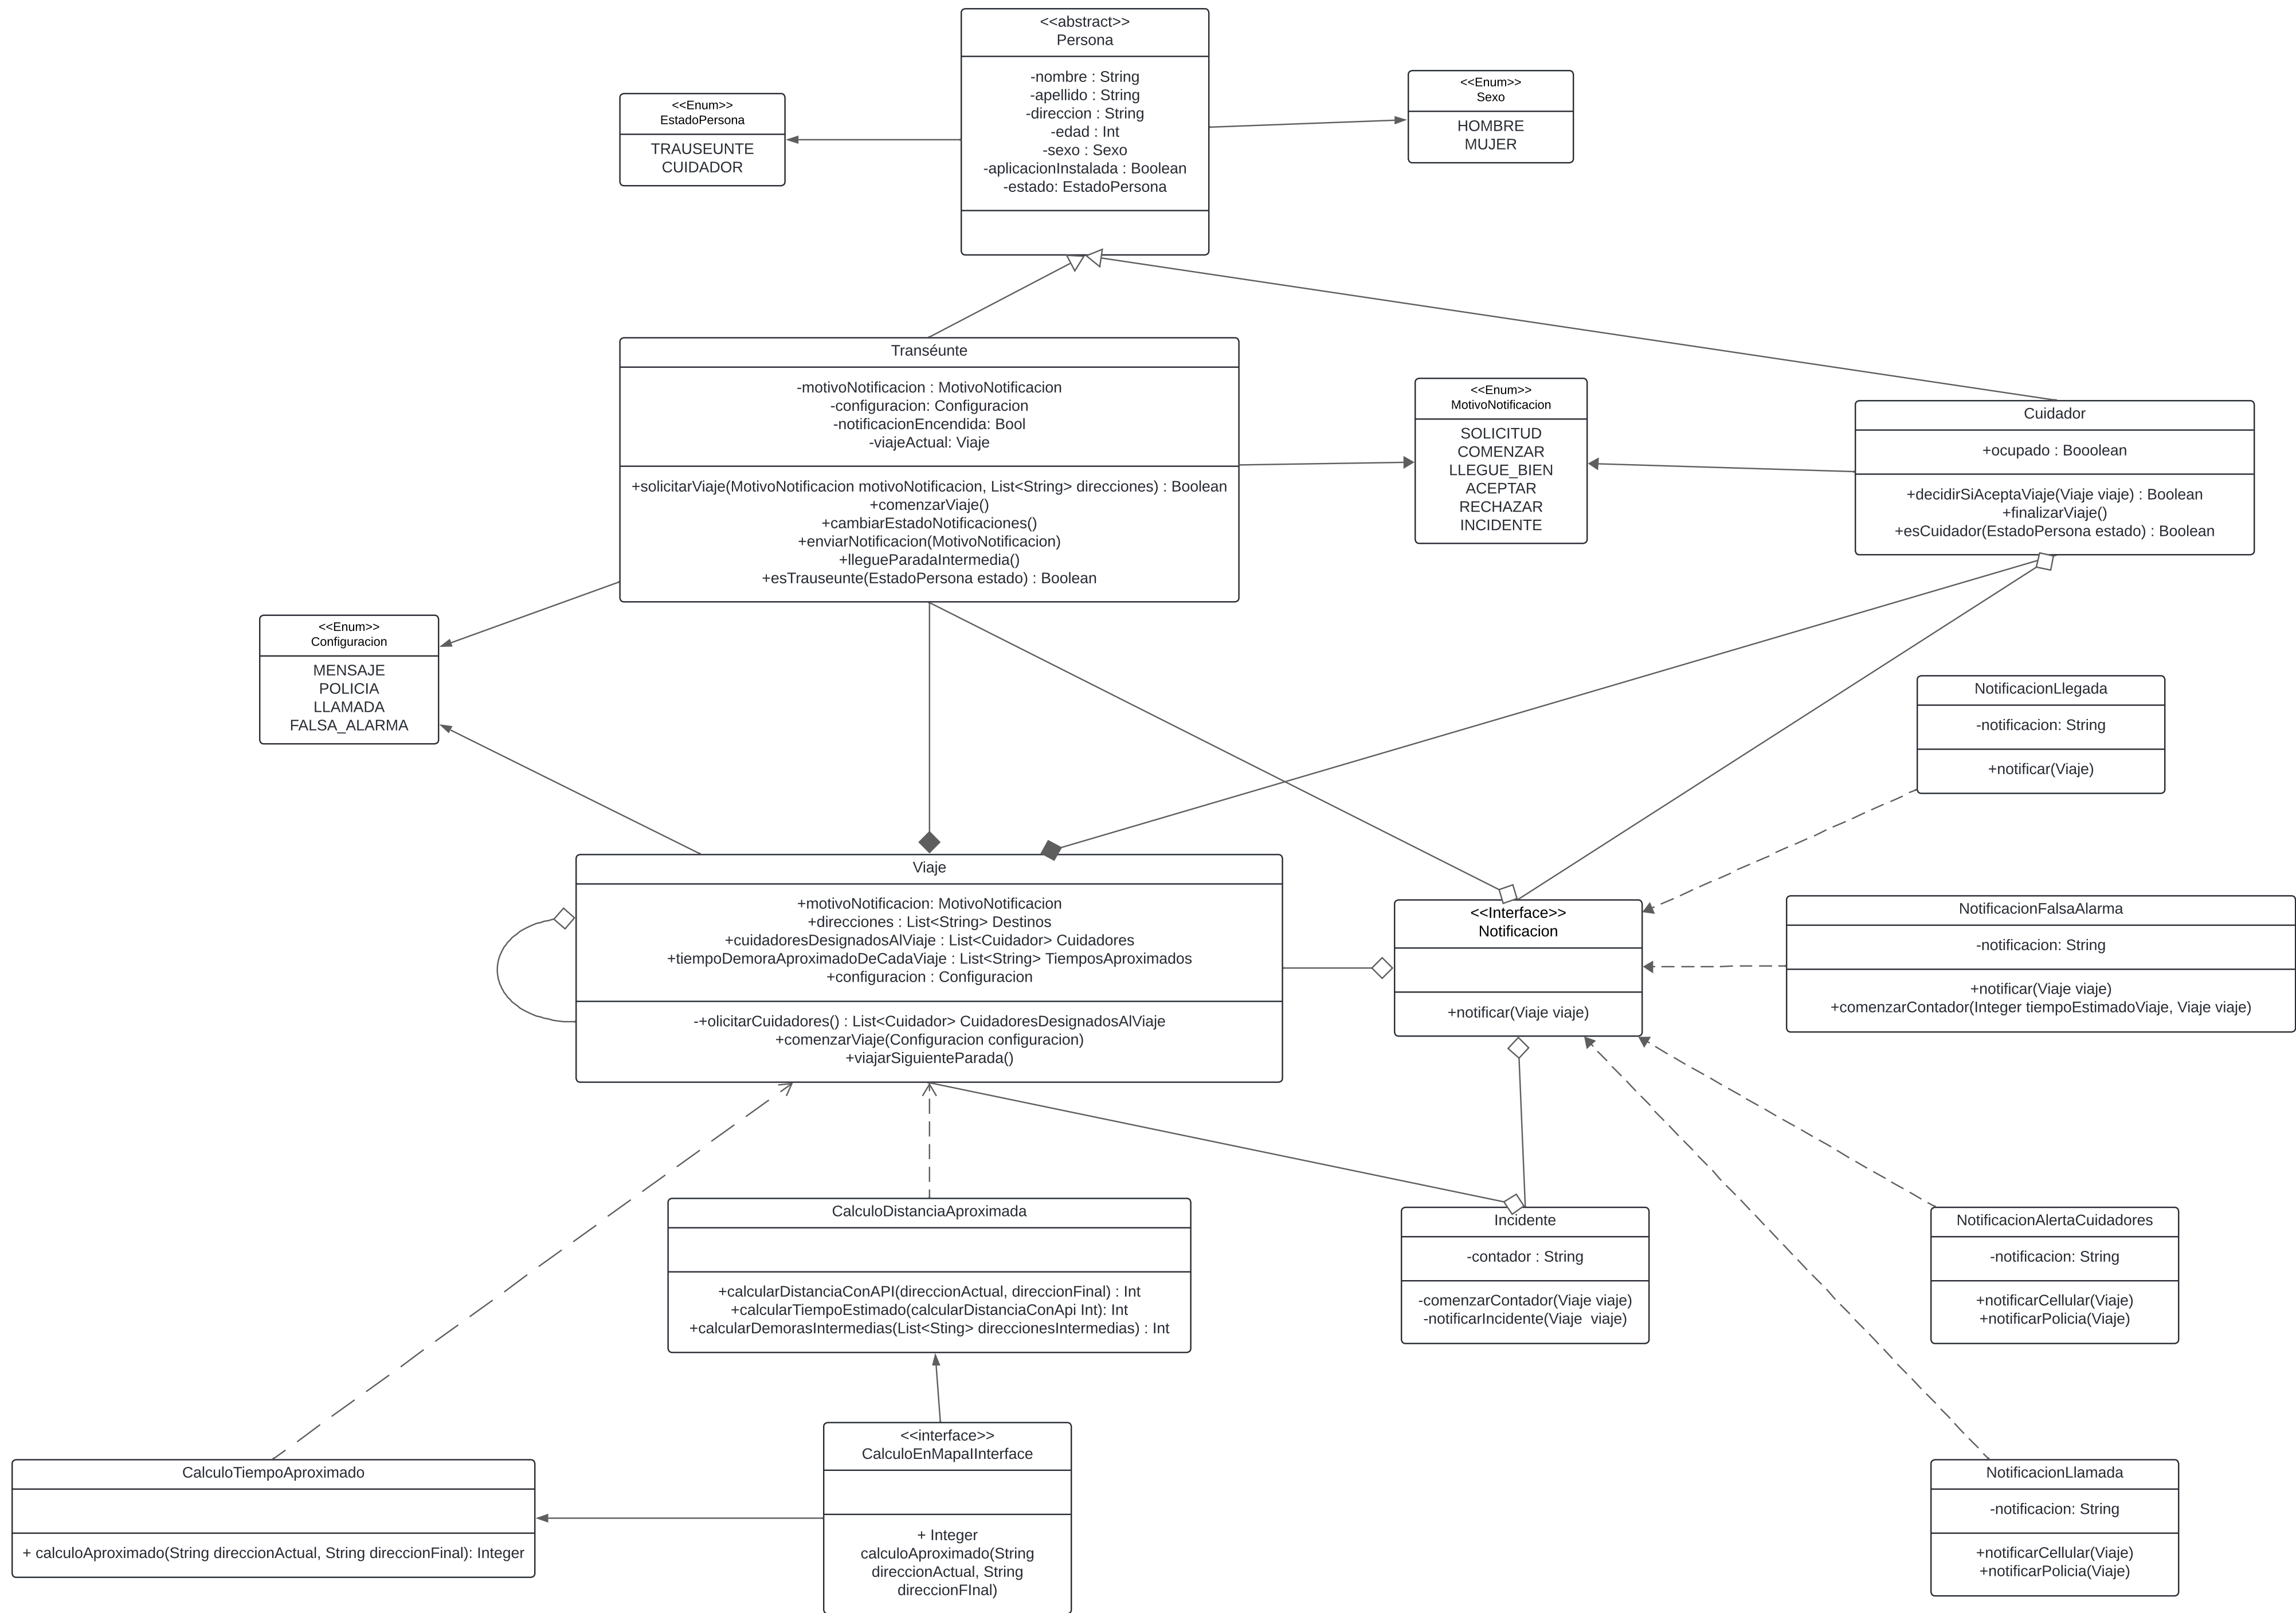 <<abstract>>
Persona
-nombre : String
-apellido : String
-direccion : String
-edad : Int
-sexo : Sexo
-aplicacionInstalada : Boolean
-estado: EstadoPersona
<<Enum>>
EstadoPersona
TRAUSEUNTE
CUIDADOR
<<Enum>>
Sexo
HOMBRE
MUJER
Transéunte
-motivoNotificacion : MotivoNotificacion
-configuracion: Configuracion
-notificacionEncendida: Bool
-viajeActual: Viaje
+solicitarViaje(MotivoNotificacion motivoNotificacion, List<String> direcciones) : Boolean
+comenzarViaje()
+cambiarEstadoNotificaciones()
+enviarNotificacion(MotivoNotificacion)
+llegueParadaIntermedia()
+esTrauseunte(EstadoPersona estado) : Boolean
<<Enum>>
MotivoNotificacion
SOLICITUD
COMENZAR
LLEGUE_BIEN
ACEPTAR
RECHAZAR
INCIDENTE
Cuidador
+ocupado : Booolean
+decidirSiAceptaViaje(Viaje viaje) : Boolean
+finalizarViaje()
+esCuidador(EstadoPersona estado) : Boolean
<<Enum>>
Configuracion
MENSAJE
POLICIA
LLAMADA
FALSA_ALARMA
NotificacionLlegada
-notificacion: String
+notificar(Viaje)
Viaje
+motivoNotificacion: MotivoNotificacion
+direcciones : List<String> Destinos
+cuidadoresDesignadosAlViaje : List<Cuidador> Cuidadores
+tiempoDemoraAproximadoDeCadaViaje : List<String> TiemposAproximados
+configuracion : Configuracion
-+olicitarCuidadores() : List<Cuidador> CuidadoresDesignadosAlViaje
+comenzarViaje(Configuracion configuracion)
+viajarSiguienteParada()
<<Interface>>
Notificacion
+notificar(Viaje viaje)
NotificacionFalsaAlarma
-notificacion: String
+notificar(Viaje viaje)
+comenzarContador(Integer tiempoEstimadoViaje, Viaje viaje)
CalculoDistanciaAproximada
+calcularDistanciaConAPI(direccionActual, direccionFinal) : Int
+calcularTiempoEstimado(calcularDistanciaConApi Int): Int
+calcularDemorasIntermedias(List<Sting> direccionesIntermedias) : Int
Incidente
-contador : String
-comenzarContador(Viaje viaje)
-notificarIncidente(Viaje  viaje)
NotificacionAlertaCuidadores
-notificacion: String
+notificarCellular(Viaje)
+notificarPolicia(Viaje)
CalculoTiempoAproximado
+ calculoAproximado(String direccionActual, String direccionFinal): Integer
<<interface>>
CalculoEnMapaIInterface
+ Integer
calculoAproximado(String
direccionActual, String
direccionFInal)
NotificacionLlamada
-notificacion: String
+notificarCellular(Viaje)
+notificarPolicia(Viaje)